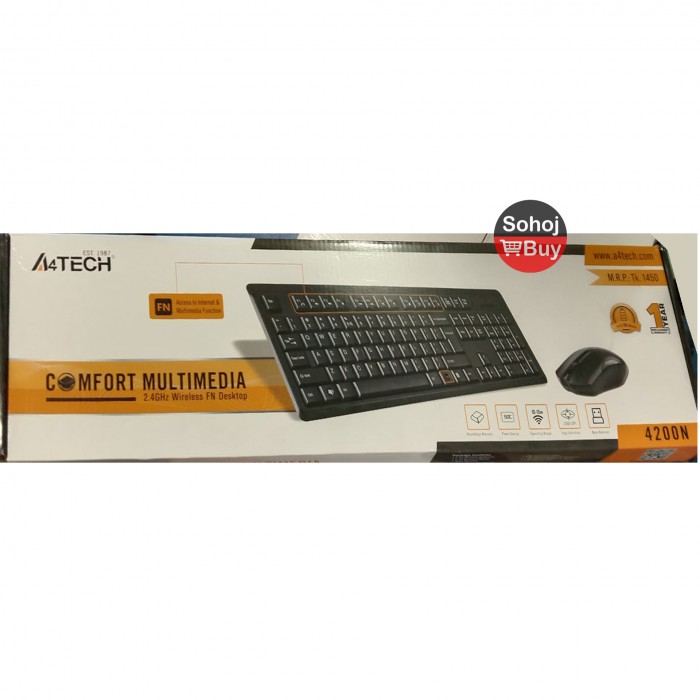 Sohoj
Buy
EST. 1987
A4TECH
www.a4tech.com
M.R.P: Tk. 1450
FN
Access to Internet &
Multimedia Function
1
YEAR
COMFORT MULTIMEDIA
2.4GHz Wireless FN Desktop
4200N